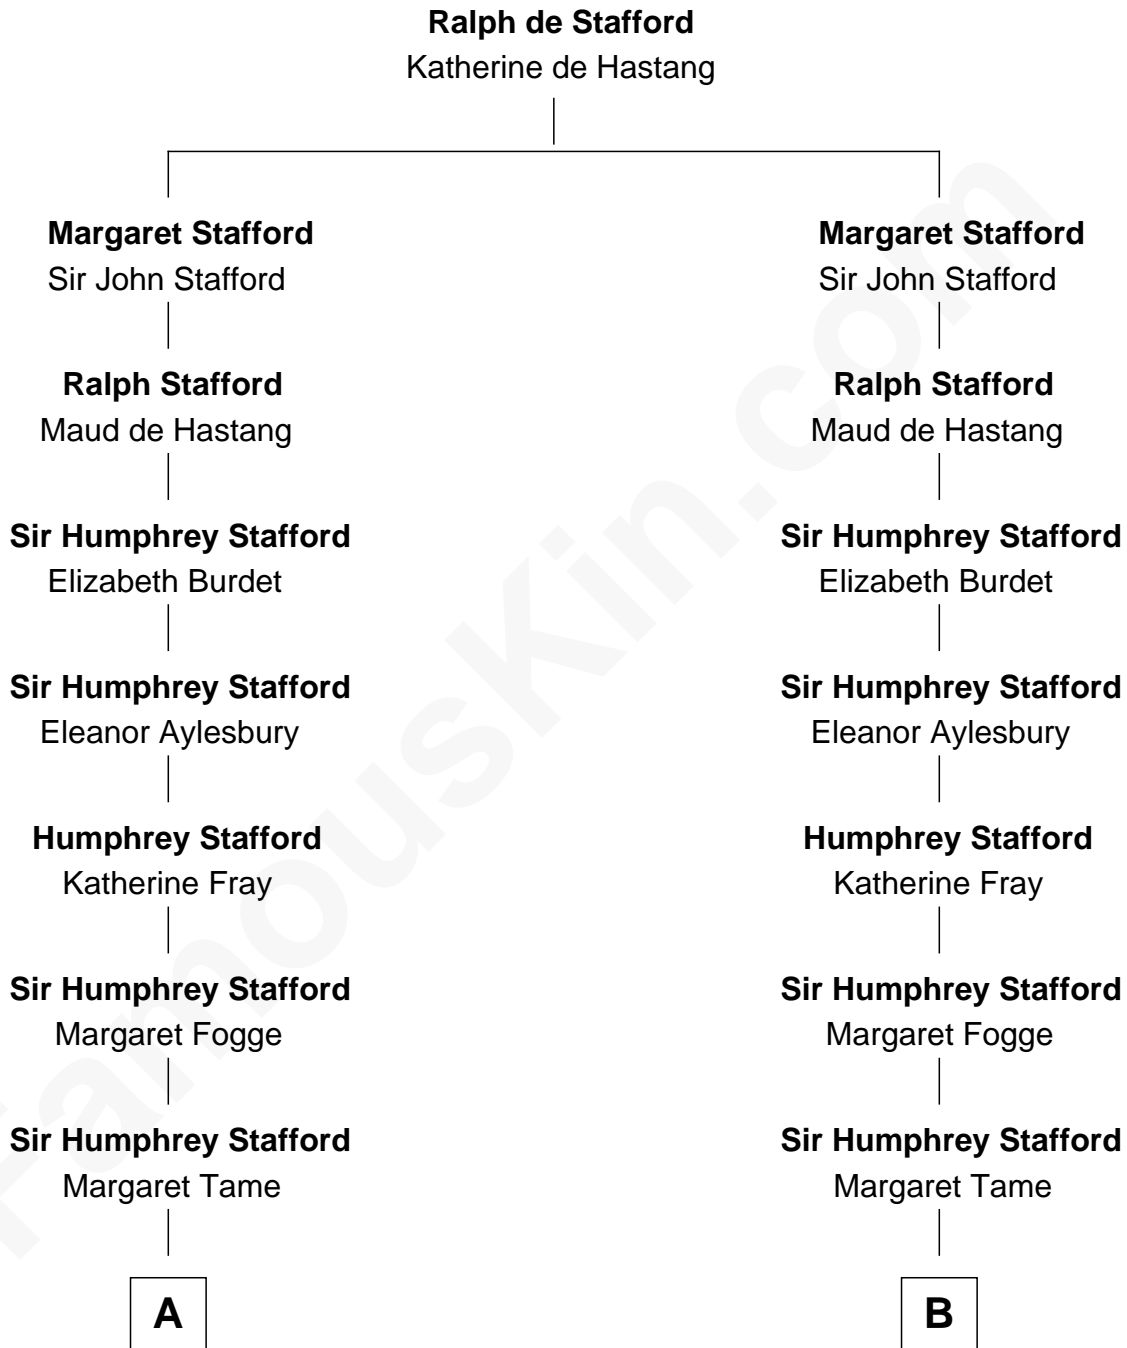 Ralph de Stafford
Katherine de Hastang
Margaret Stafford
Sir John Stafford
Margaret Stafford
Sir John Stafford
Ralph Stafford
Maud de Hastang
Ralph Stafford
Maud de Hastang
Sir Humphrey Stafford
Elizabeth Burdet
Sir Humphrey Stafford
Elizabeth Burdet
Sir Humphrey Stafford
Eleanor Aylesbury
Sir Humphrey Stafford
Eleanor Aylesbury
Humphrey Stafford
Katherine Fray
Humphrey Stafford
Katherine Fray
Sir Humphrey Stafford
Margaret Fogge
Sir Humphrey Stafford
Margaret Fogge
Sir Humphrey Stafford
Margaret Tame
Sir Humphrey Stafford
Margaret Tame
A
B
FamousKin.com